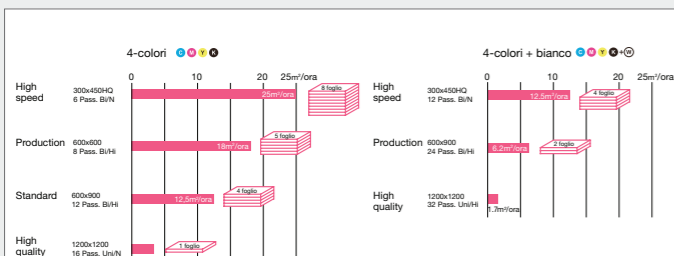 4-colori C M Y K
0 10 20 25m²/ora
High speed 300x450HQ 6 Pass. Bi/N 25m²/ora 8 foglio
Production 600x600 8 Pass. Bi/Hi 18m²/ora 5 foglio
Standard 600x900 12 Pass. Bi/Hi 12,5m²/ora 4 foglio
High quality 1200x1200 16 Pass. Uni/N 1 foglio
4-colori + bianco C M Y K + W
0 10 20 25m²/ora
High speed 300x450HQ 12 Pass. Bi/N 12.5m²/ora 4 foglio
Production 600x900 24 Pass. Bi/Hi 6.2m²/ora 2 foglio
High quality 1200x1200 32 Pass. Uni/Hi 1.7m²/ora